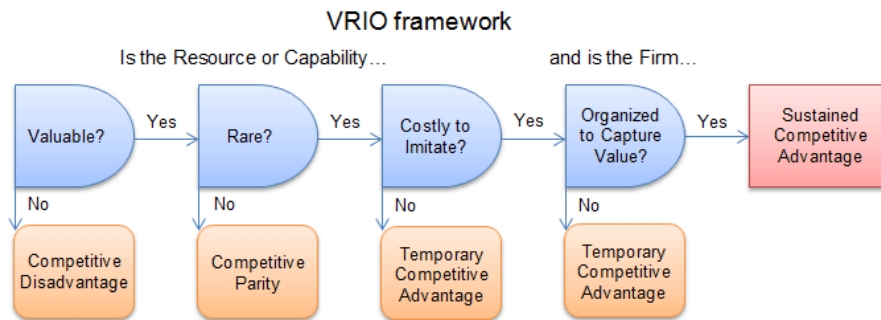 VRIO framework
Is the Resource or Capability...
and is the Firm...
Valuable?
Yes
Rare?
Yes
Costly to
Imitate?
Yes
Organized
to Capture
Value?
Yes
Sustained
Competitive
Advantage
No
No
No
No
Competitive
Disadvantage
Competitive
Parity
Temporary
Competitive
Advantage
Temporary
Competitive
Advantage